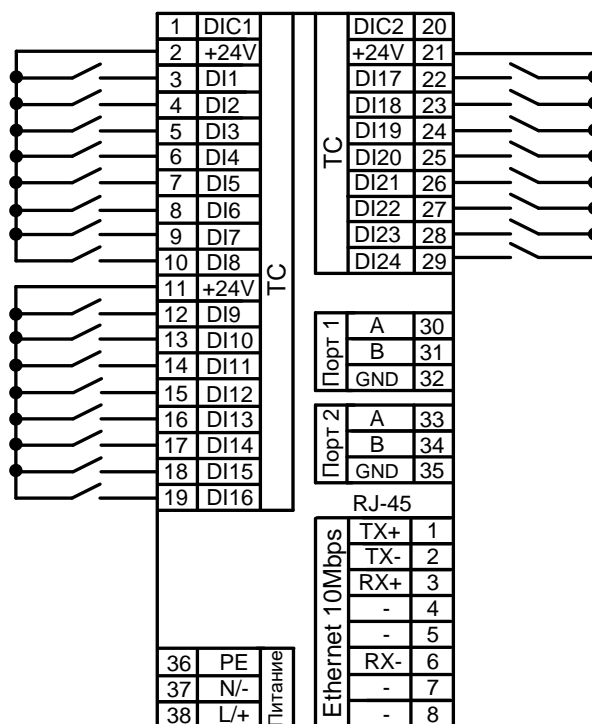 1 DIC1
2 +24V
3 DI1
4 DI2
5 DI3
6 DI4
7 DI5
8 DI6
9 DI7
10 DI8
11 +24V
12 DI9
13 DI10
14 DI11
15 DI12
16 DI13
17 DI14
18 DI15
19 DI16
ТС
ТС
DIC2 20
+24V 21
DI17 22
DI18 23
DI19 24
DI20 25
DI21 26
DI22 27
DI23 28
DI24 29
Порт 1
A 30
B 31
GND 32
Порт 2
A 33
B 34
GND 35
RJ-45
Ethernet 10Mbps
TX+ 1
TX- 2
RX+ 3
- 4
- 5
RX- 6
- 7
- 8
36 PE
37 N/-
38 L/+
Питание